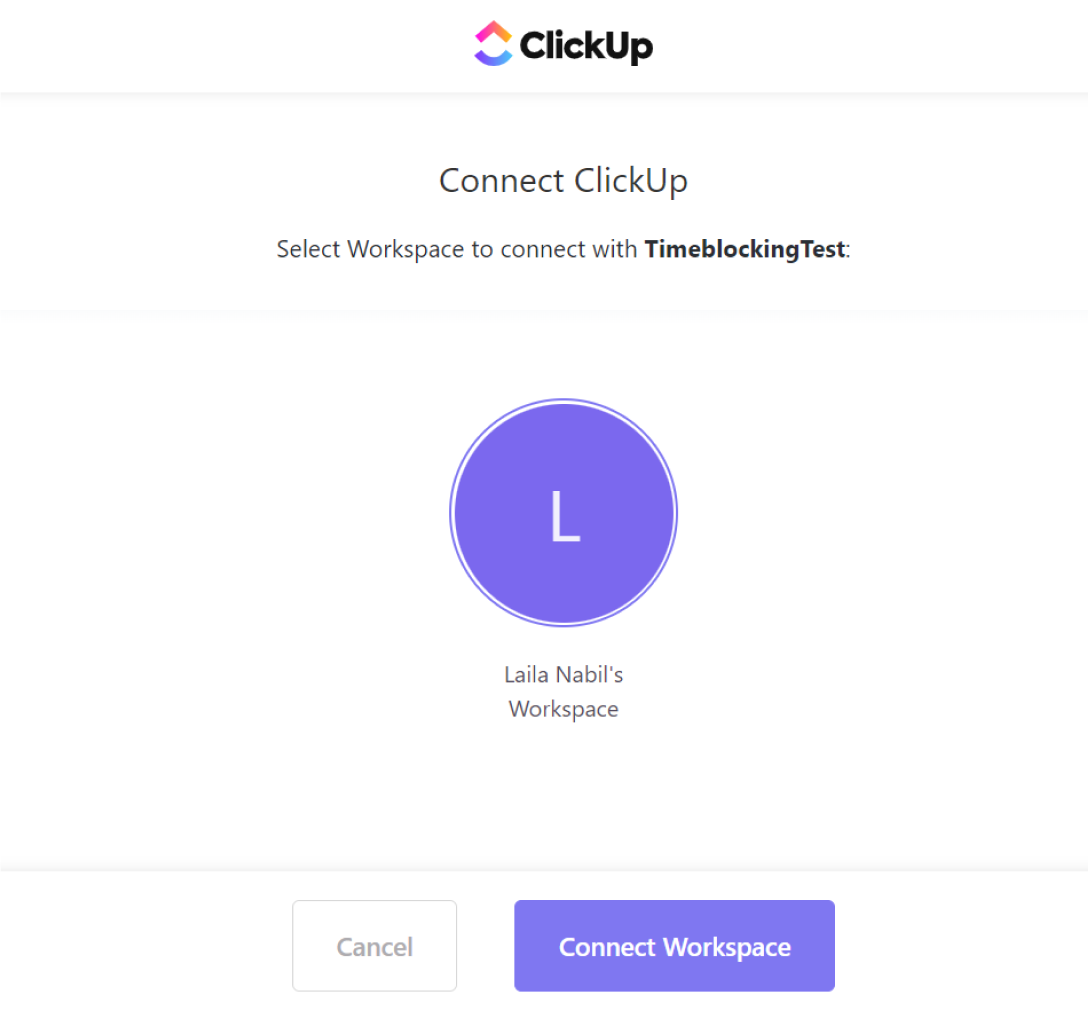 ClickUp
Connect ClickUp
Select Workspace to connect with TimeblockingTest:
L
Laila Nabil's
Workspace
Cancel
Connect Workspace